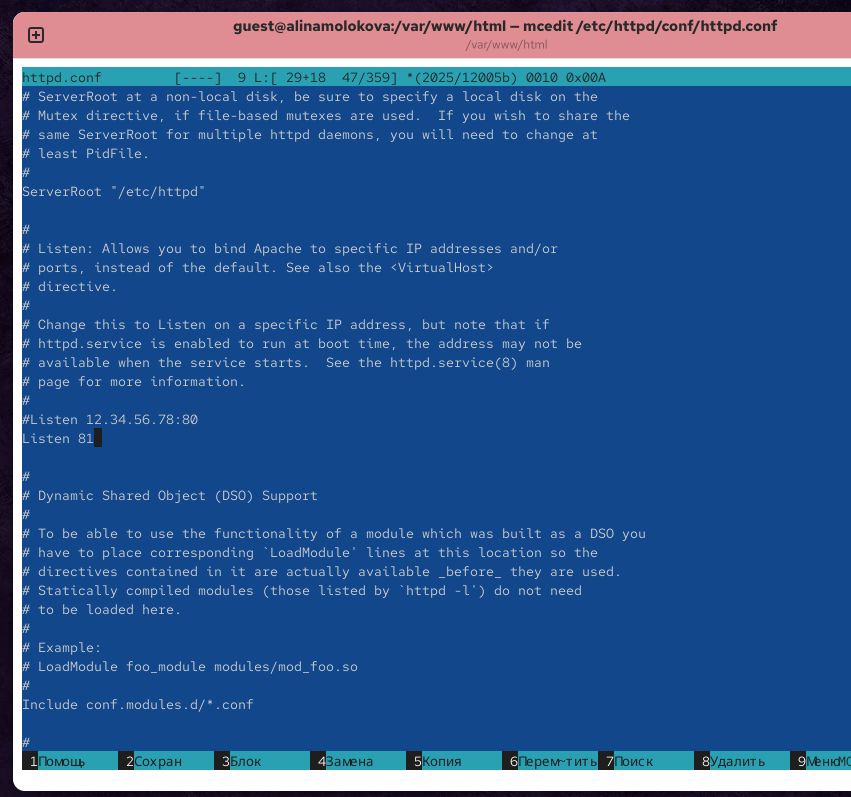 guest@alinamolokova:/var/www/html — mcedit /etc/httpd/conf/httpd.conf
/var/www/html
httpd.conf         [----]  9 L:[ 29+18  47/359] *(2025/12005b) 0010 0x00A
# ServerRoot at a non-local disk, be sure to specify a local disk on the
# Mutex directive, if file-based mutexes are used.  If you wish to share the
# same ServerRoot for multiple httpd daemons, you will need to change at
# least PidFile.
#
ServerRoot "/etc/httpd"
#
# Listen: Allows you to bind Apache to specific IP addresses and/or
# ports, instead of the default. See also the <VirtualHost>
# directive.
#
# Change this to Listen on a specific IP address, but note that if
# httpd.service is enabled to run at boot time, the address may not be
# available when the service starts.  See the httpd.service(8) man
# page for more information.
#
#Listen 12.34.56.78:80
Listen 81
#
# Dynamic Shared Object (DSO) Support
#
# To be able to use the functionality of a module which was built as a DSO you
# have to place corresponding `LoadModule' lines at this location so the
# directives contained in it are actually available _before_ they are used.
# Statically compiled modules (those listed by `httpd -l') do not need
# to be loaded here.
#
# Example:
# LoadModule foo_module modules/mod_foo.so
#
Include conf.modules.d/*.conf
#
1Помощь 2Сохран 3Блок 4Замена 5Копия 6Перем~тить 7Поиск 8Удалить 9МенюMC